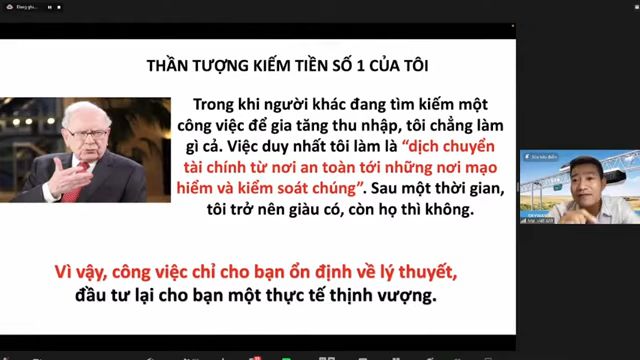 THẦN TƯỢNG KIẾM TIỀN SỐ 1 CỦA TÔI
Trong khi người khác đang tìm kiếm một
công việc để gia tăng thu nhập, tôi chẳng làm
gì cả. Việc duy nhất tôi làm là “dịch chuyển
tài chính từ nơi an toàn tới những nơi mạo
hiểm và kiểm soát chúng”. Sau một thời gian,
tôi trở nên giàu có, còn họ thì không.
Vì vậy, công việc chỉ cho bạn ổn định về lý thuyết,
đầu tư lại cho bạn một thực tế thịnh vượng.